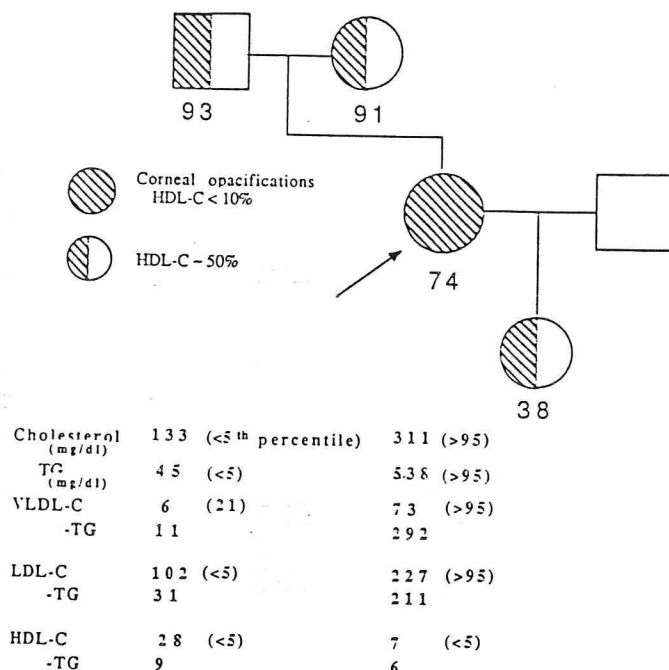 93
91
Corneal opacifications
HDL-C < 10%
HDL-C ~ 50%
74
38
Cholesterol 133 (<5 th percentile) 311 (>95)
(mg/dl)
TG 45 (<5) 538 (>95)
(mg/dl)
VLDL-C 6 (21) 73 (>95)
-TG 11 292
LDL-C 102 (<5) 227 (>95)
-TG 31 211
HDL-C 28 (<5) 7 (<5)
-TG 9 6